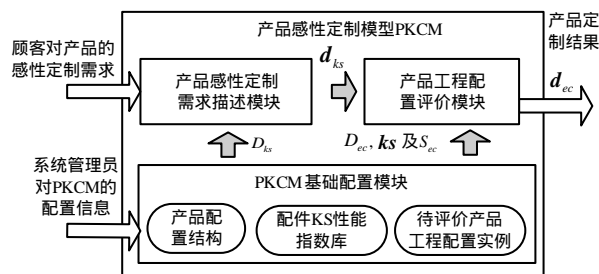 产品感性定制模型PKCM
产品定
制结果
顾客对产品的
感性定制需求
产品感性定制
需求描述模块
d_ks
产品工程配
置评价模块
d_ec
D_ks
D_ec, ks 及S_ec
系统管理员
对PKCM的
配置信息
PKCM基础配置模块
产品配
置结构
配件KS性能
指数库
待评价产品
工程配置实例